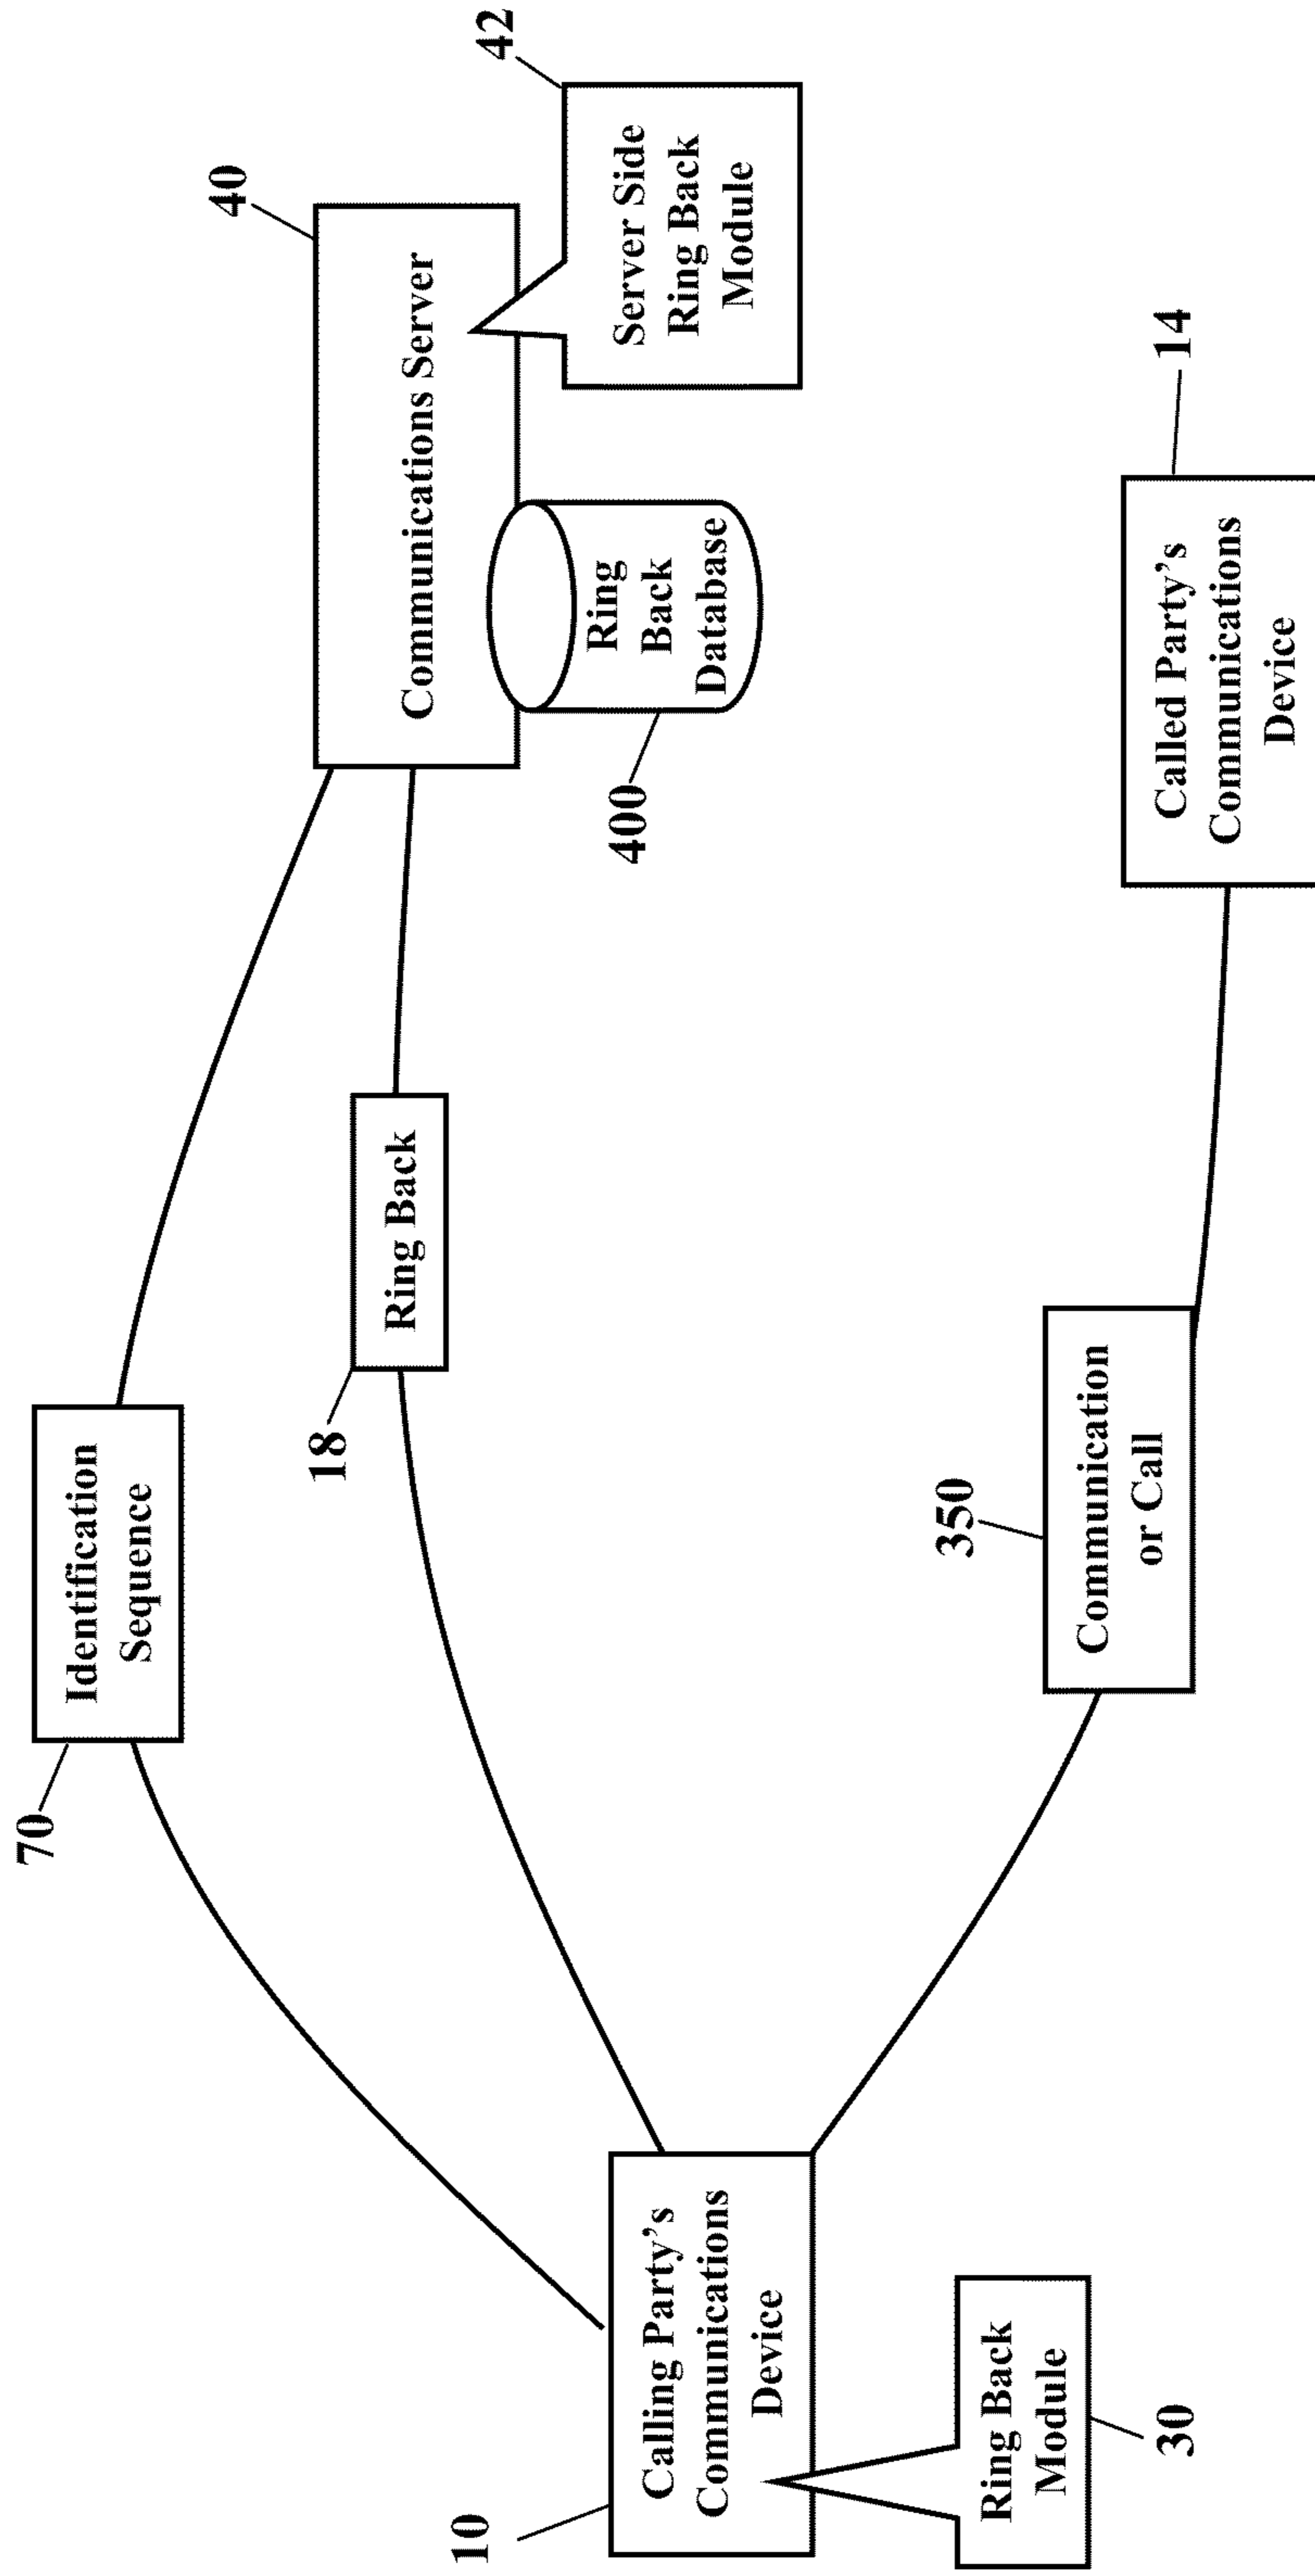 70
Identification
Sequence
40
Communications Server
42
Server Side
Ring Back
Module
18
Ring Back
400
Ring
Back
Database
10
Calling Party's
Communications
Device
350
Communication
or Call
14
Called Party's
Communications
Device
Ring Back
Module
30